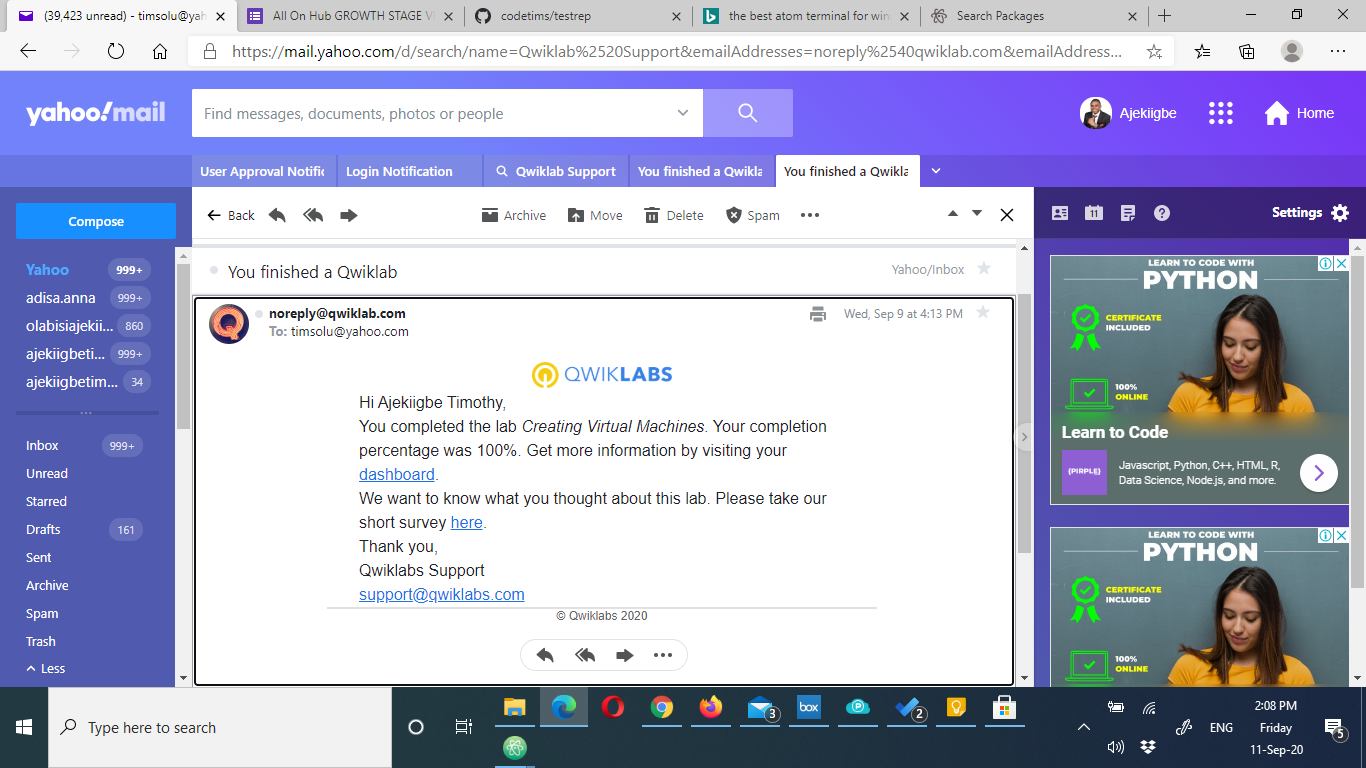 (39,423 unread) - timsolu@yah
All On Hub GROWTH STAGE V
codetims/testrep
the best atom terminal for win
Search Packages
https://mail.yahoo.com/d/search/name=Qwiklab%2520Support&emailAddresses=noreply%2540qwiklab.com&emailAddress...
yahoo!mail
Find messages, documents, photos or people
Ajekiigbe
Home
User Approval Notific
Login Notification
Qwiklab Support
You finished a Qwikla
You finished a Qwikla
Compose
Back
Archive
Move
Delete
Spam
11
Settings
Yahoo 999+
adisa.anna 999+
olabisiajekii... 860
ajekiigbeti... 999+
ajekiigbetim... 34
Inbox 999+
Unread
Starred
Drafts 161
Sent
Archive
Spam
Trash
Less
You finished a Qwiklab
Yahoo/Inbox
noreply@qwiklab.com
Wed, Sep 9 at 4:13 PM
To: timsolu@yahoo.com
QWIKLABS
Hi Ajekiigbe Timothy,
You completed the lab Creating Virtual Machines. Your completion
percentage was 100%. Get more information by visiting your
dashboard.
We want to know what you thought about this lab. Please take our
short survey here.
Thank you,
Qwiklabs Support
support@qwiklabs.com
© Qwiklabs 2020
LEARN TO CODE WITH
PYTHON
CERTIFICATE
INCLUDED
100%
ONLINE
Learn to Code
{PIRPLE}
Javascript, Python, C++, HTML, R,
Data Science, Node.js, and more.
LEARN TO CODE WITH
PYTHON
CERTIFICATE
INCLUDED
100%
ONLINE
Type here to search
3
box
2
ENG
2:08 PM
Friday
11-Sep-20
5